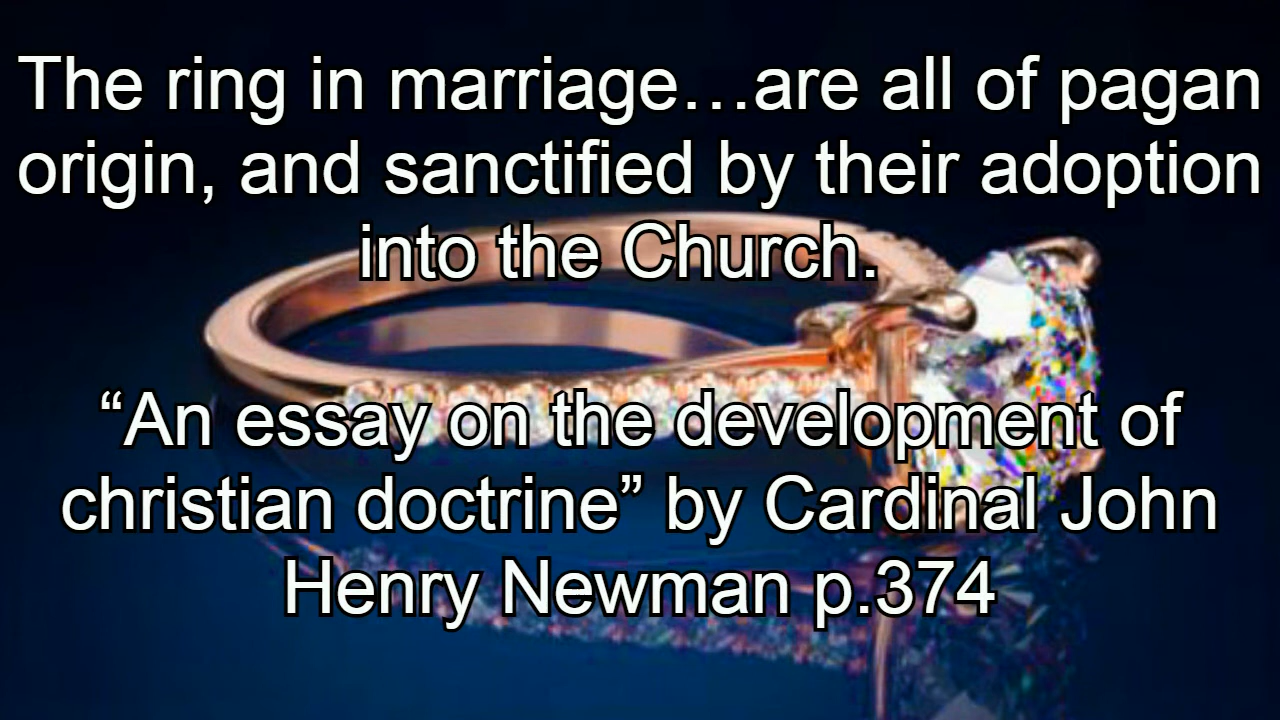 The ring in marriage…are all of pagan
origin, and sanctified by their adoption
into the Church.
“An essay on the development of
christian doctrine” by Cardinal John
Henry Newman p.374